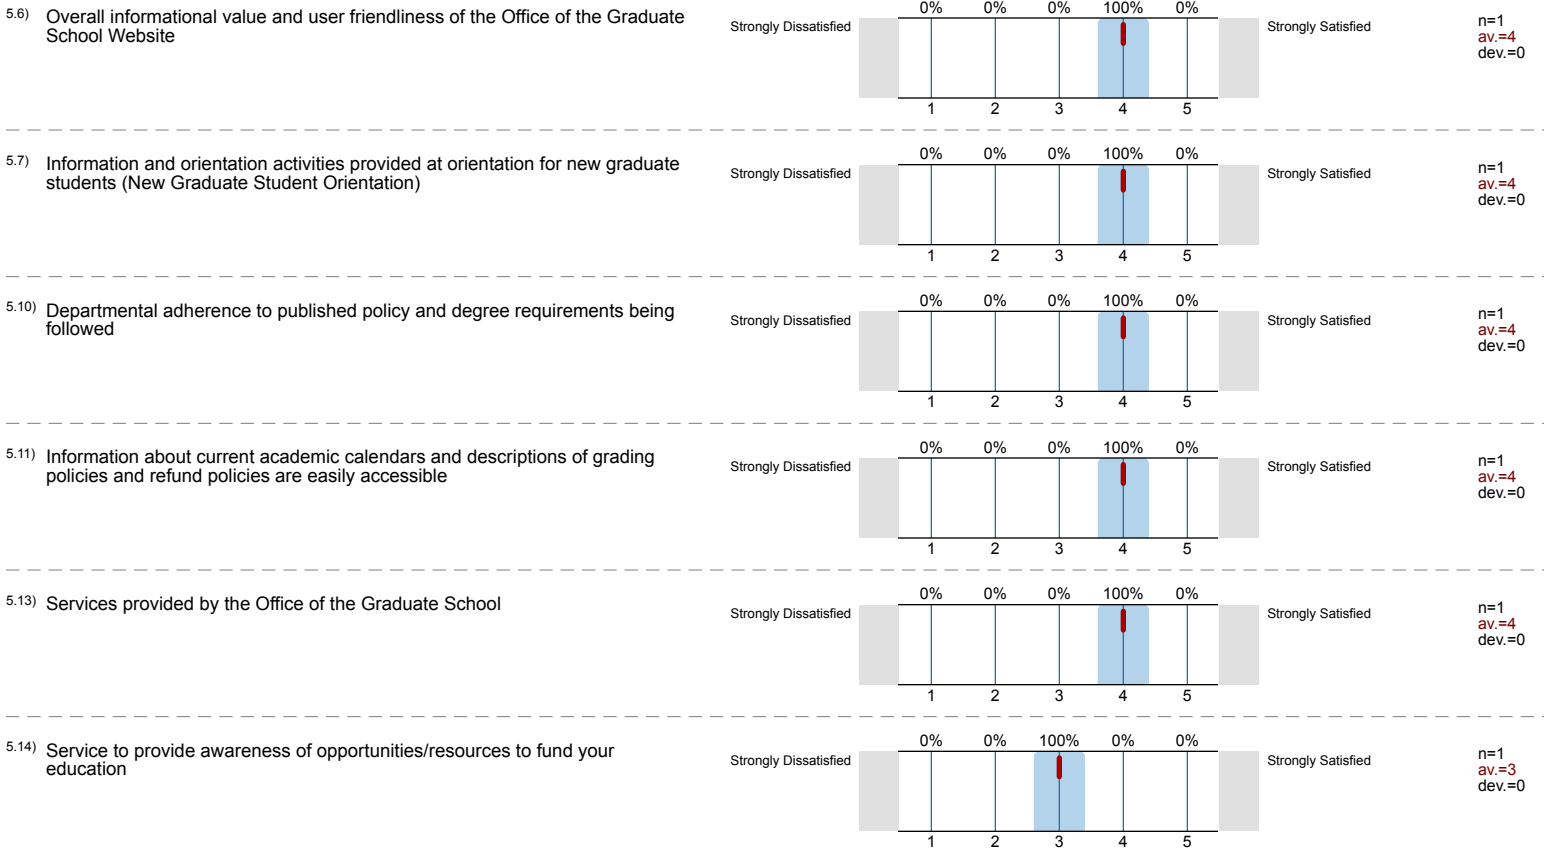 5.6) Overall informational value and user friendliness of the Office of the Graduate
School Website
0% 0% 0% 100% 0%
Strongly Dissatisfied Strongly Satisfied
n=1
av.=4
dev.=0
1 2 3 4 5
5.7) Information and orientation activities provided at orientation for new graduate
students (New Graduate Student Orientation)
0% 0% 0% 100% 0%
Strongly Dissatisfied Strongly Satisfied
n=1
av.=4
dev.=0
1 2 3 4 5
5.10) Departmental adherence to published policy and degree requirements being
followed
0% 0% 0% 100% 0%
Strongly Dissatisfied Strongly Satisfied
n=1
av.=4
dev.=0
1 2 3 4 5
5.11) Information about current academic calendars and descriptions of grading
policies and refund policies are easily accessible
0% 0% 0% 100% 0%
Strongly Dissatisfied Strongly Satisfied
n=1
av.=4
dev.=0
1 2 3 4 5
5.13) Services provided by the Office of the Graduate School
0% 0% 0% 100% 0%
Strongly Dissatisfied Strongly Satisfied
n=1
av.=4
dev.=0
1 2 3 4 5
5.14) Service to provide awareness of opportunities/resources to fund your
education
0% 0% 100% 0% 0%
Strongly Dissatisfied Strongly Satisfied
n=1
av.=3
dev.=0
1 2 3 4 5